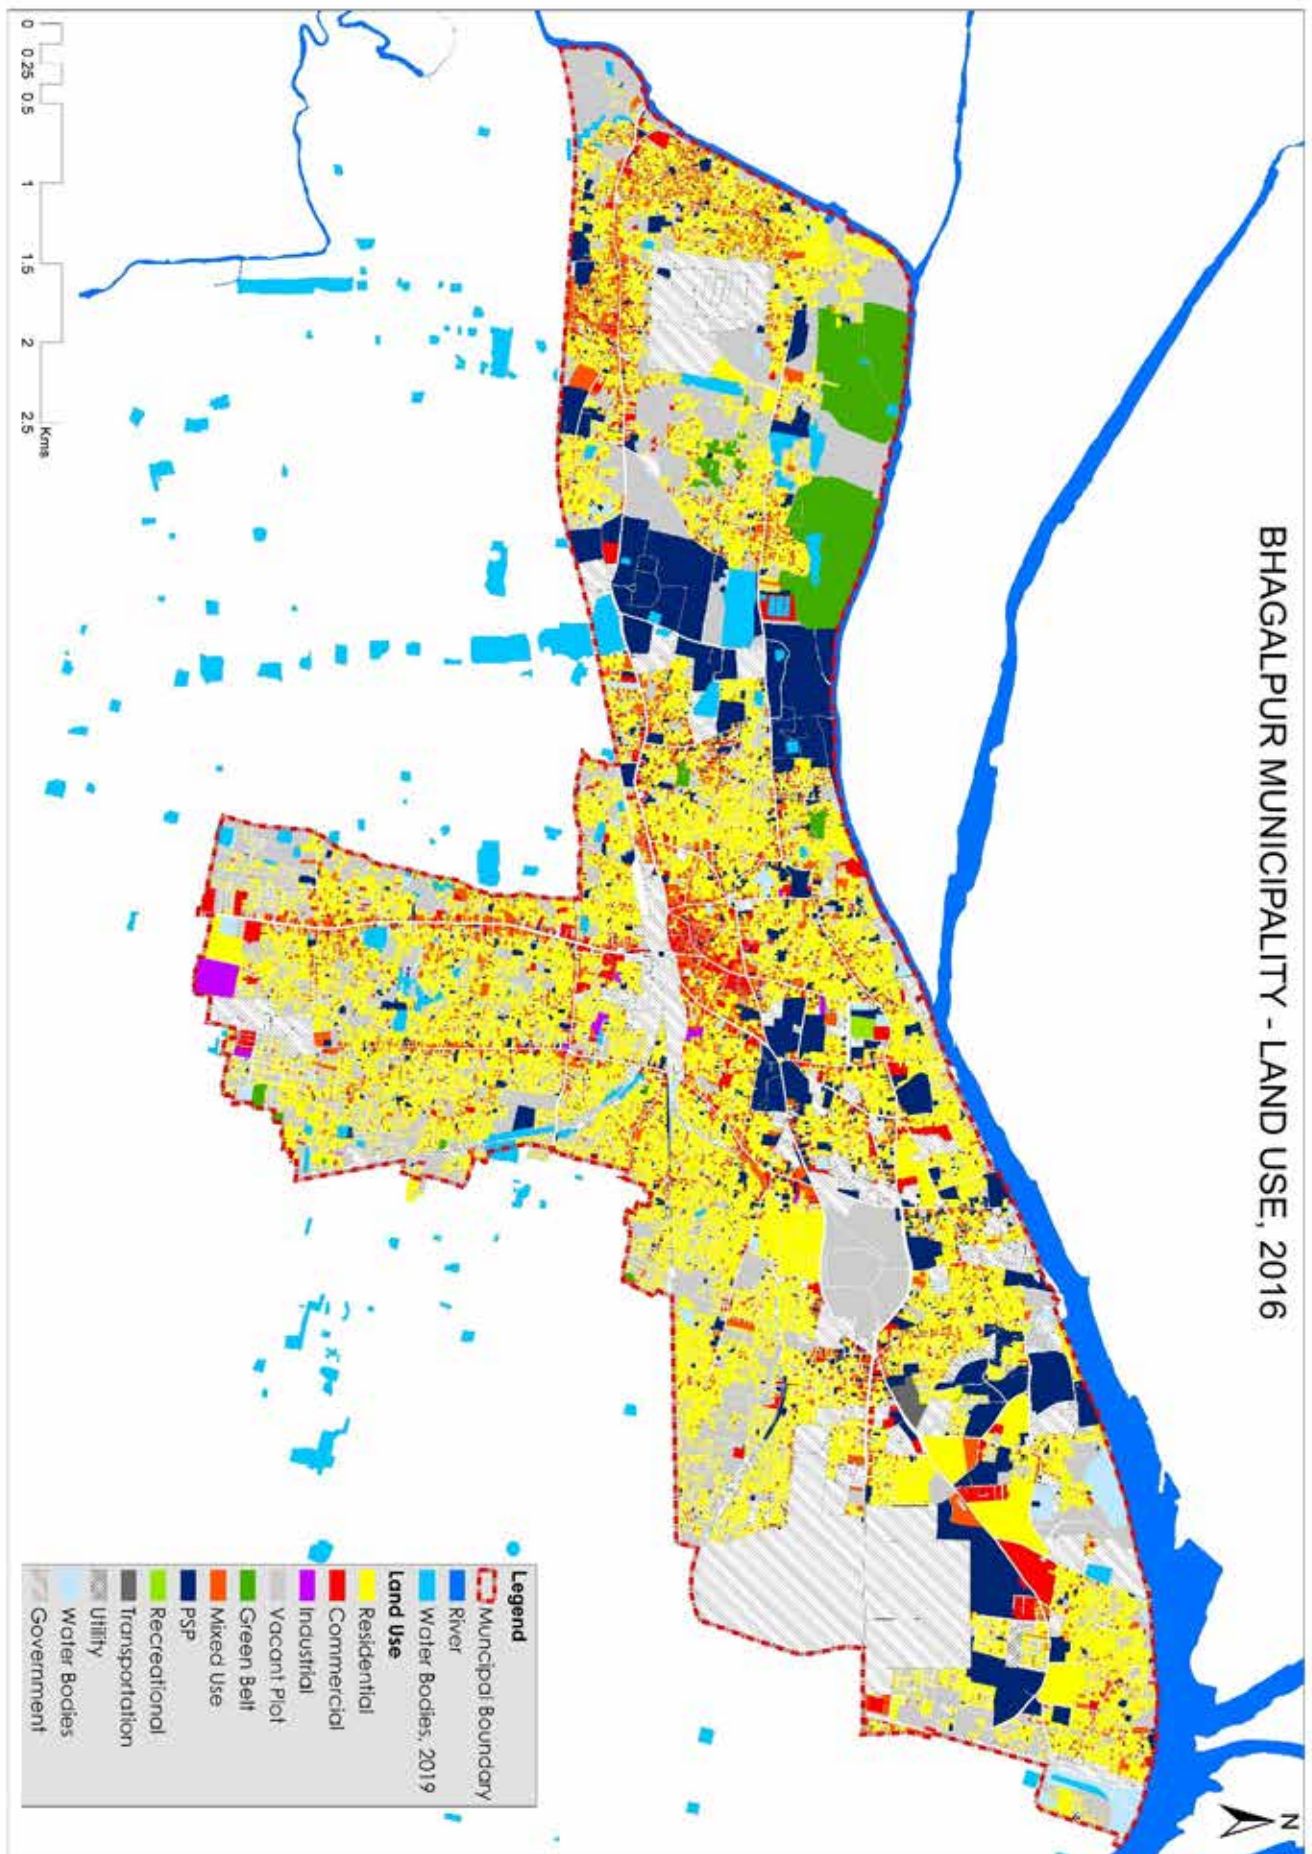 BHAGALPUR MUNICIPALITY - LAND USE, 2016
N
Legend
Muncipal Boundary
River
Water Bodies, 2019
Land Use
Residential
Commercial
Industrial
Vacant Plot
Green Belt
Mixed Use
PSP
Recreational
Transportation
Utility
Water Bodies
Government
0 0.25 0.5 1 1.5 2 2.5
Kms